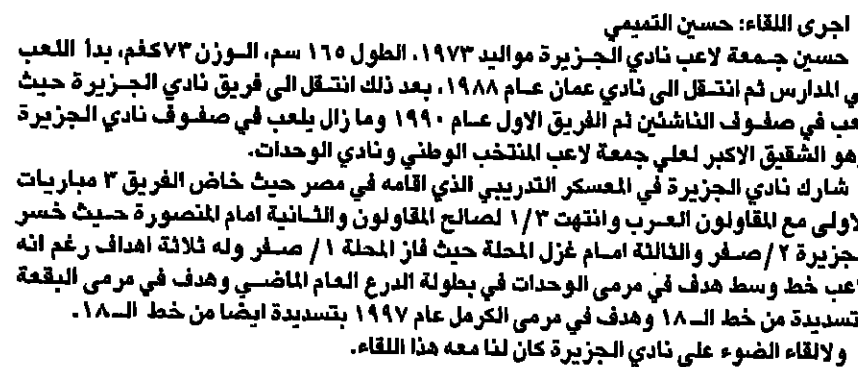 اجرى اللقاء: حسين التميمي
حسين جمعة لاعب نادي الجزيرة مواليد ١٩٧٣. الطول ١٦٥ سم، الوزن ٧٣كغم، بدأ اللعب
ي المدارس ثم انتقل الى نادي عمان عام ١٩٨٨، بعد ذلك انتقل الى فريق نادي الجزيرة حيث
عب في صفوف الناشئين ثم الفريق الاول عام ١٩٩٠ وما زال يلعب في صفوف نادي الجزيرة
وهو الشقيق الاكبر لعلي جمعة لاعب المنتخب الوطني ونادي الوحدات.
شارك نادي الجزيرة في المعسكر التدريبي الذي اقامه في مصر حيث خاض الفريق ٣ مباريات
لاولى مع المقاولون العرب وانتهت ١/٣ لصالح المقاولون والثانية امام المنصورة حيث خسر
جزيرة ٢/صفر والثالثة امام غزل المحلة حيث فاز المحلة ١/ صفر وله ثلاثة اهداف رغم انه
عب خط وسط هدف في مرمى الوحدات في بطولة الدرع العام الماضي وهدف في مرمى البقعة
تسديدة من خط الـ١٨ وهدف في مرمى الكرمل عام ١٩٩٧ بتسديدة ايضا من خط الـ١٨.
ولالقاء الضوء على نادي الجزيرة كان لنا معه هذا اللقاء.